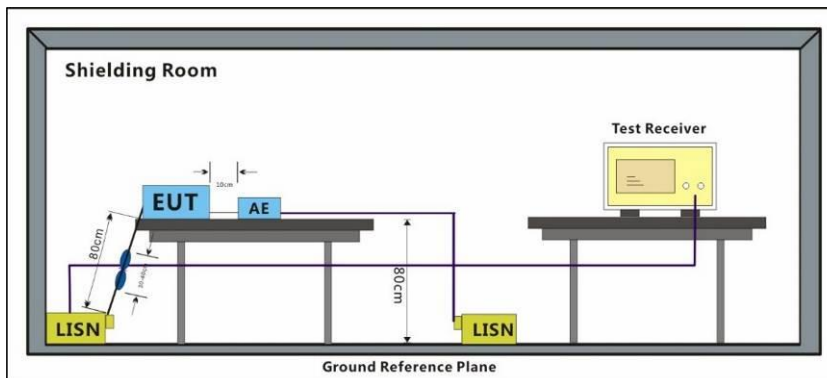 Shielding Room
Test Receiver
10cm
EUT
AE
80cm
80cm
LISN
LISN
Ground Reference Plane